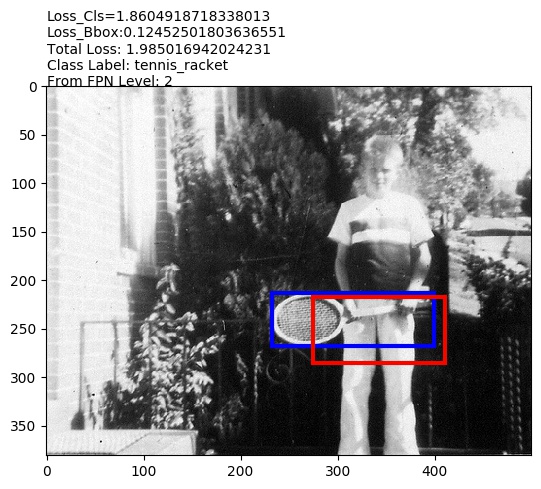 Loss_Cls=1.8604918718338013
Loss_Bbox:0.12452501803636551
Total Loss: 1.985016942024231
Class Label: tennis_racket
From FPN Level: 2
0
50
100
150
200
250
300
350
0 100 200 300 400